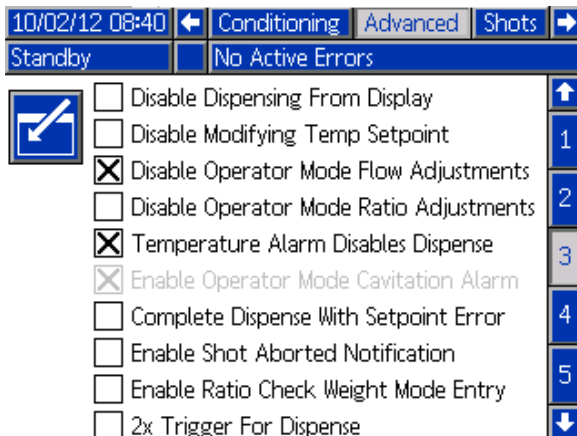 10/02/12 08:40 Conditioning Advanced Shots
Standby No Active Errors
Disable Dispensing From Display
Disable Modifying Temp Setpoint
1
Disable Operator Mode Flow Adjustments
Disable Operator Mode Ratio Adjustments
2
Temperature Alarm Disables Dispense
3
Enable Operator Mode Cavitation Alarm
Complete Dispense With Setpoint Error
4
Enable Shot Aborted Notification
5
Enable Ratio Check Weight Mode Entry
2x Trigger For Dispense